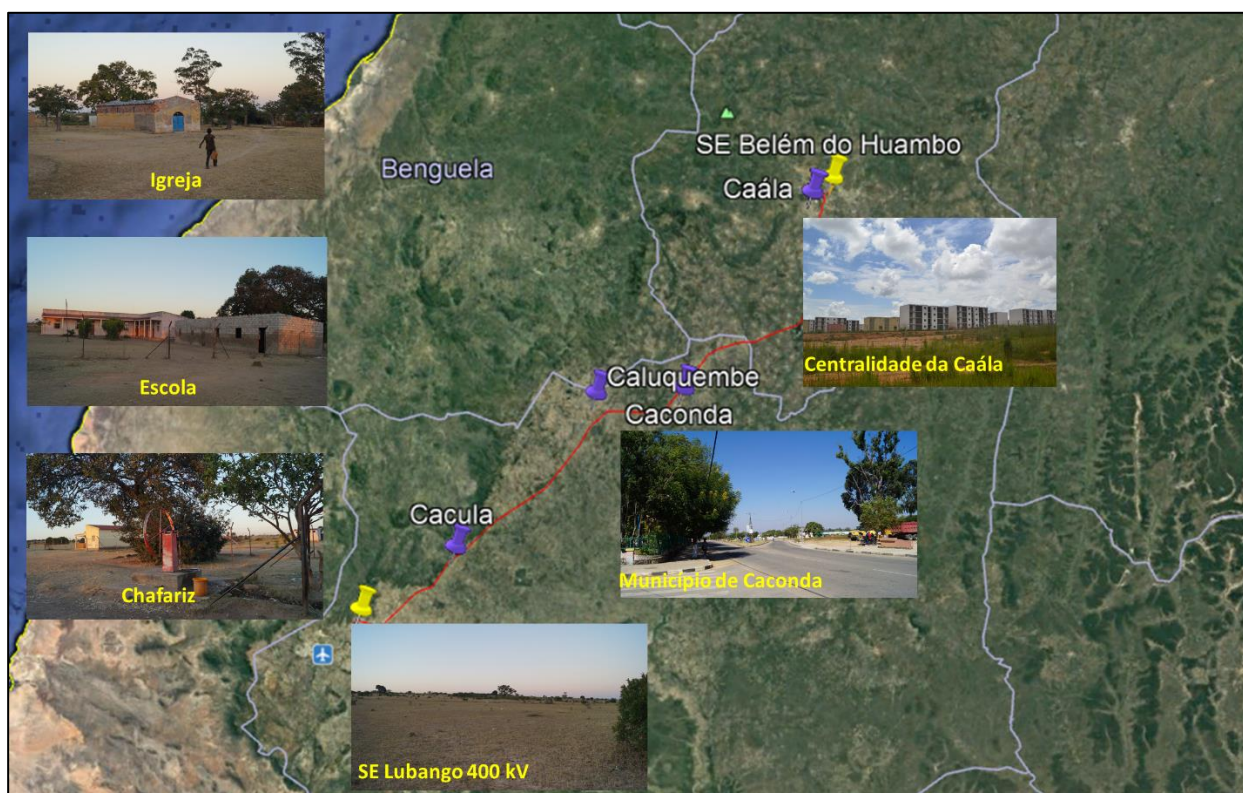 Igreja
Benguela
SE Belém do Huambo
Caála
Escola
Centralidade da Caála
Caluquembe
Caconda
Cacula
Chafariz
Município de Caconda
SE Lubango 400 kV